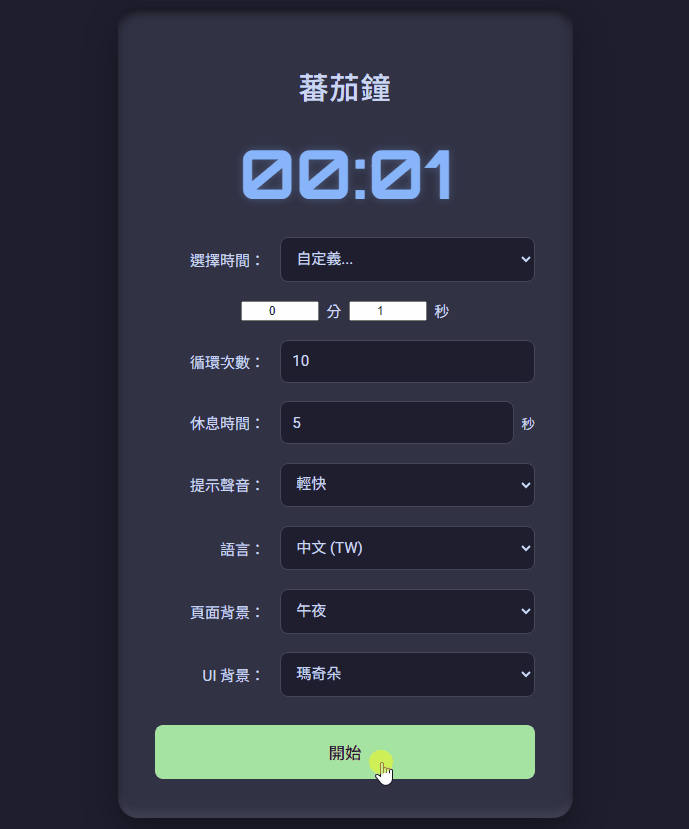 蕃茄鐘
00:01
選擇時間： 自定義...
0 分 1 秒
循環次數： 10
休息時間： 5 秒
提示聲音： 輕快
語言： 中文 (TW)
頁面背景： 午夜
UI 背景： 瑪奇朵
開始